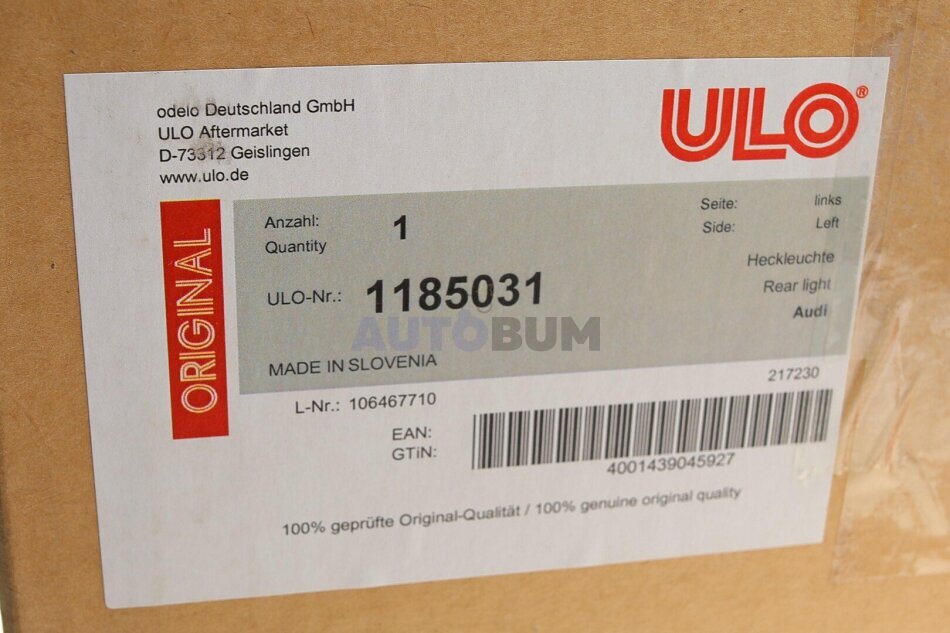 odelo Deutschland GmbH
ULO Aftermarket
D-73312 Geislingen
www.ulo.de
ULO®
ORIGINAL
Anzahl: 1
Quantity
Seite: links
Side: Left
Heckleuchte
Rear light
Audi
ULO-Nr.: 1185031
AUTOBUM
MADE IN SLOVENIA
217230
L-Nr.: 106467710
EAN:
GTiN:
4001439045927
100% geprüfte Original-Qualität / 100% genuine original quality